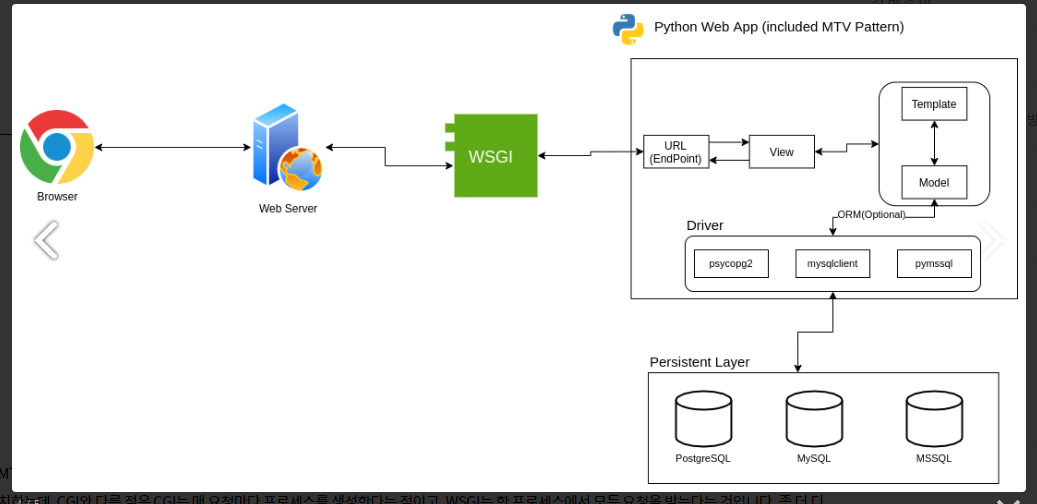 Python Web App (included MTV Pattern)
Template
URL
(EndPoint)
View
WSGI
Model
Browser
Web Server
ORM(Optional)
Driver
psycopg2
mysqlclient
pymssql
Persistent Layer
PostgreSQL
MySQL
MSSQL
MT
CGI와 다른 점은 CGI는 매 요청마다 프로세스를 생성한다는 점이고, WSGI는 한 프로세스에서 모든 요청을 받는다는 것입니다. 좀 더 디